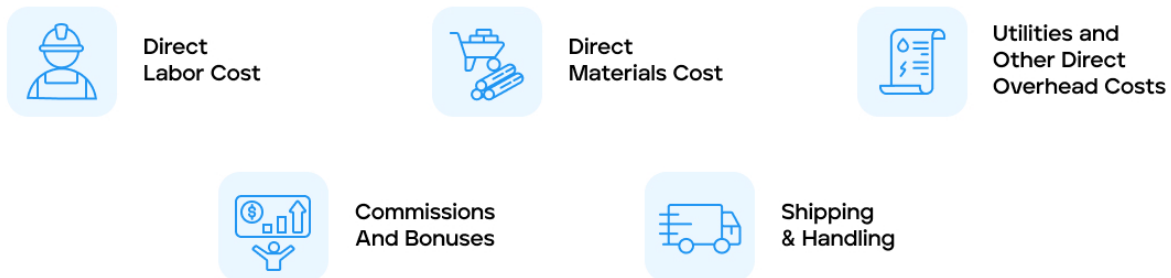 Direct
Labor Cost
Direct
Materials Cost
Utilities and
Other Direct
Overhead Costs
$
Commissions
And Bonuses
Shipping
& Handling